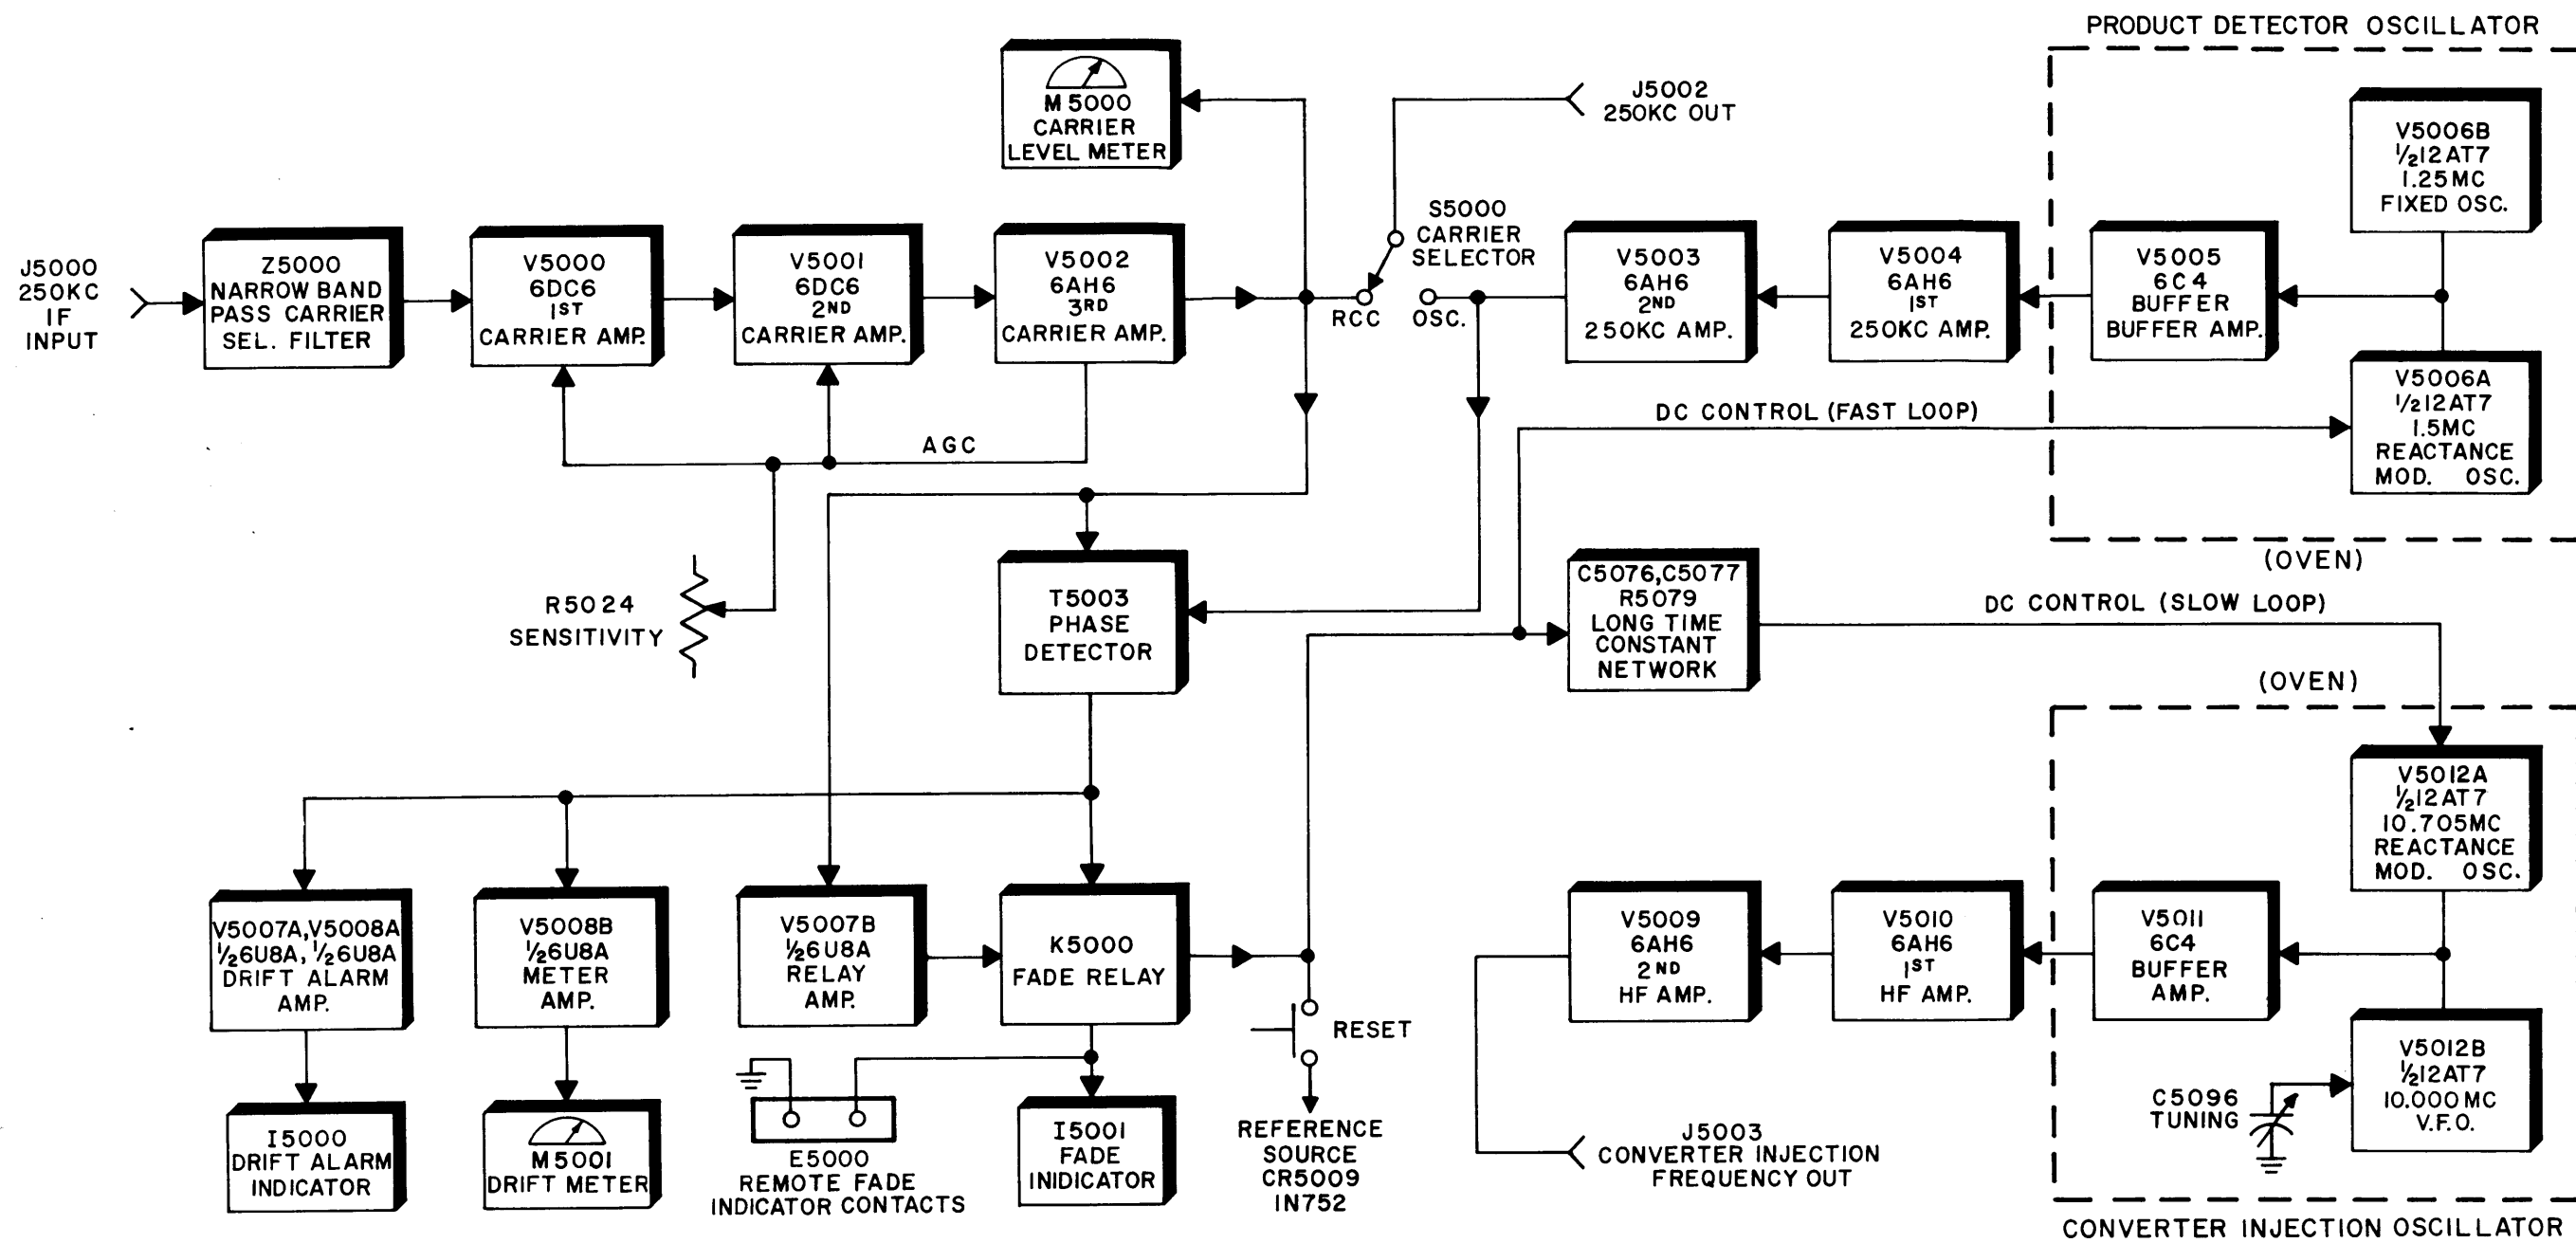 PRODUCT DETECTOR OSCILLATOR
M5000
CARRIER
LEVEL METER
J5002
250KC OUT
V5006B
½12AT7
1.25MC
FIXED OSC.
J5000
250KC
IF
INPUT
Z5000
NARROW BAND
PASS CARRIER
SEL. FILTER
V5000
6DC6
1ST
CARRIER AMP.
V5001
6DC6
2ND
CARRIER AMP.
V5002
6AH6
3RD
CARRIER AMP.
S5000
CARRIER
SELECTOR
RCC
OSC.
V5003
6AH6
2ND
250KC AMP.
V5004
6AH6
1ST
250KC AMP.
V5005
6C4
BUFFER
BUFFER AMP.
V5006A
½12AT7
1.5MC
REACTANCE
MOD. OSC.
AGC
DC CONTROL (FAST LOOP)
(OVEN)
R5024
SENSITIVITY
T5003
PHASE
DETECTOR
C5076,C5077
R5079
LONG TIME
CONSTANT
NETWORK
DC CONTROL (SLOW LOOP)
(OVEN)
V5012A
½12AT7
10.705MC
REACTANCE
MOD. OSC.
V5007A,V5008A
½6U8A,½6U8A
DRIFT ALARM
AMP.
V5008B
½6U8A
METER
AMP.
V5007B
½6U8A
RELAY
AMP.
K5000
FADE RELAY
V5009
6AH6
2ND
HF AMP.
V5010
6AH6
1ST
HF AMP.
V5011
6C4
BUFFER
AMP.
RESET
V5012B
½12AT7
10.000MC
V.F.O.
C5096
TUNING
I5000
DRIFT ALARM
INDICATOR
M5001
DRIFT METER
E5000
REMOTE FADE
INDICATOR CONTACTS
I5001
FADE
INIDICATOR
REFERENCE
SOURCE
CR5009
IN752
J5003
CONVERTER INJECTION
FREQUENCY OUT
CONVERTER INJECTION OSCILLATOR